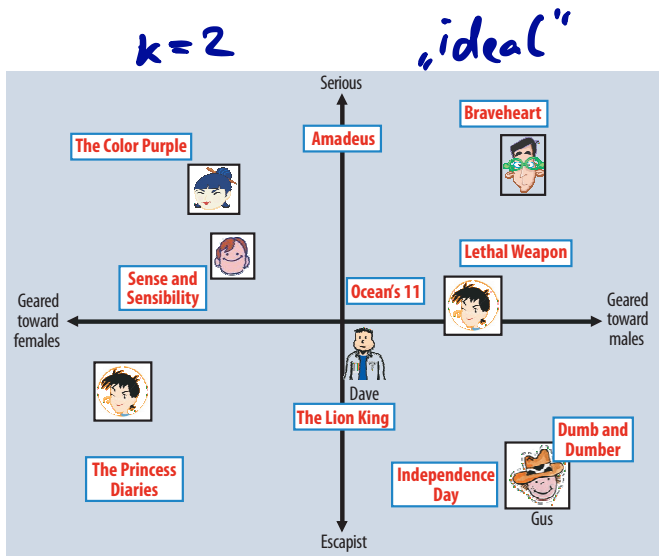 k=2 „ideal"
Serious
Braveheart
Amadeus
The Color Purple
Lethal Weapon
Sense and
Sensibility
Ocean's 11
Geared
toward
females
Geared
toward
males
Dave
The Lion King
Dumb and
Dumber
The Princess
Diaries
Independence
Day
Gus
Escapist